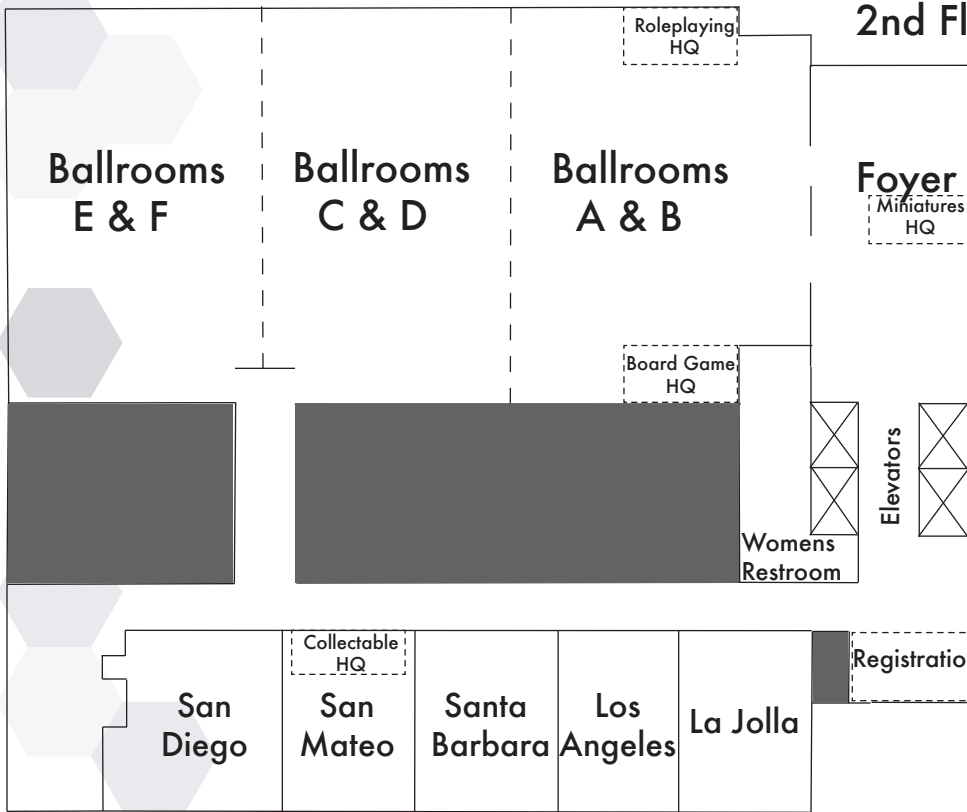 2nd Fl
Roleplaying
HQ
Ballrooms
E & F
Ballrooms
C & D
Ballrooms
A & B
Foyer
Miniatures
HQ
Board Game
HQ
Elevators
Womens
Restroom
Collectable
HQ
Registratio
San
Diego
San
Mateo
Santa
Barbara
Los
Angeles
La Jolla